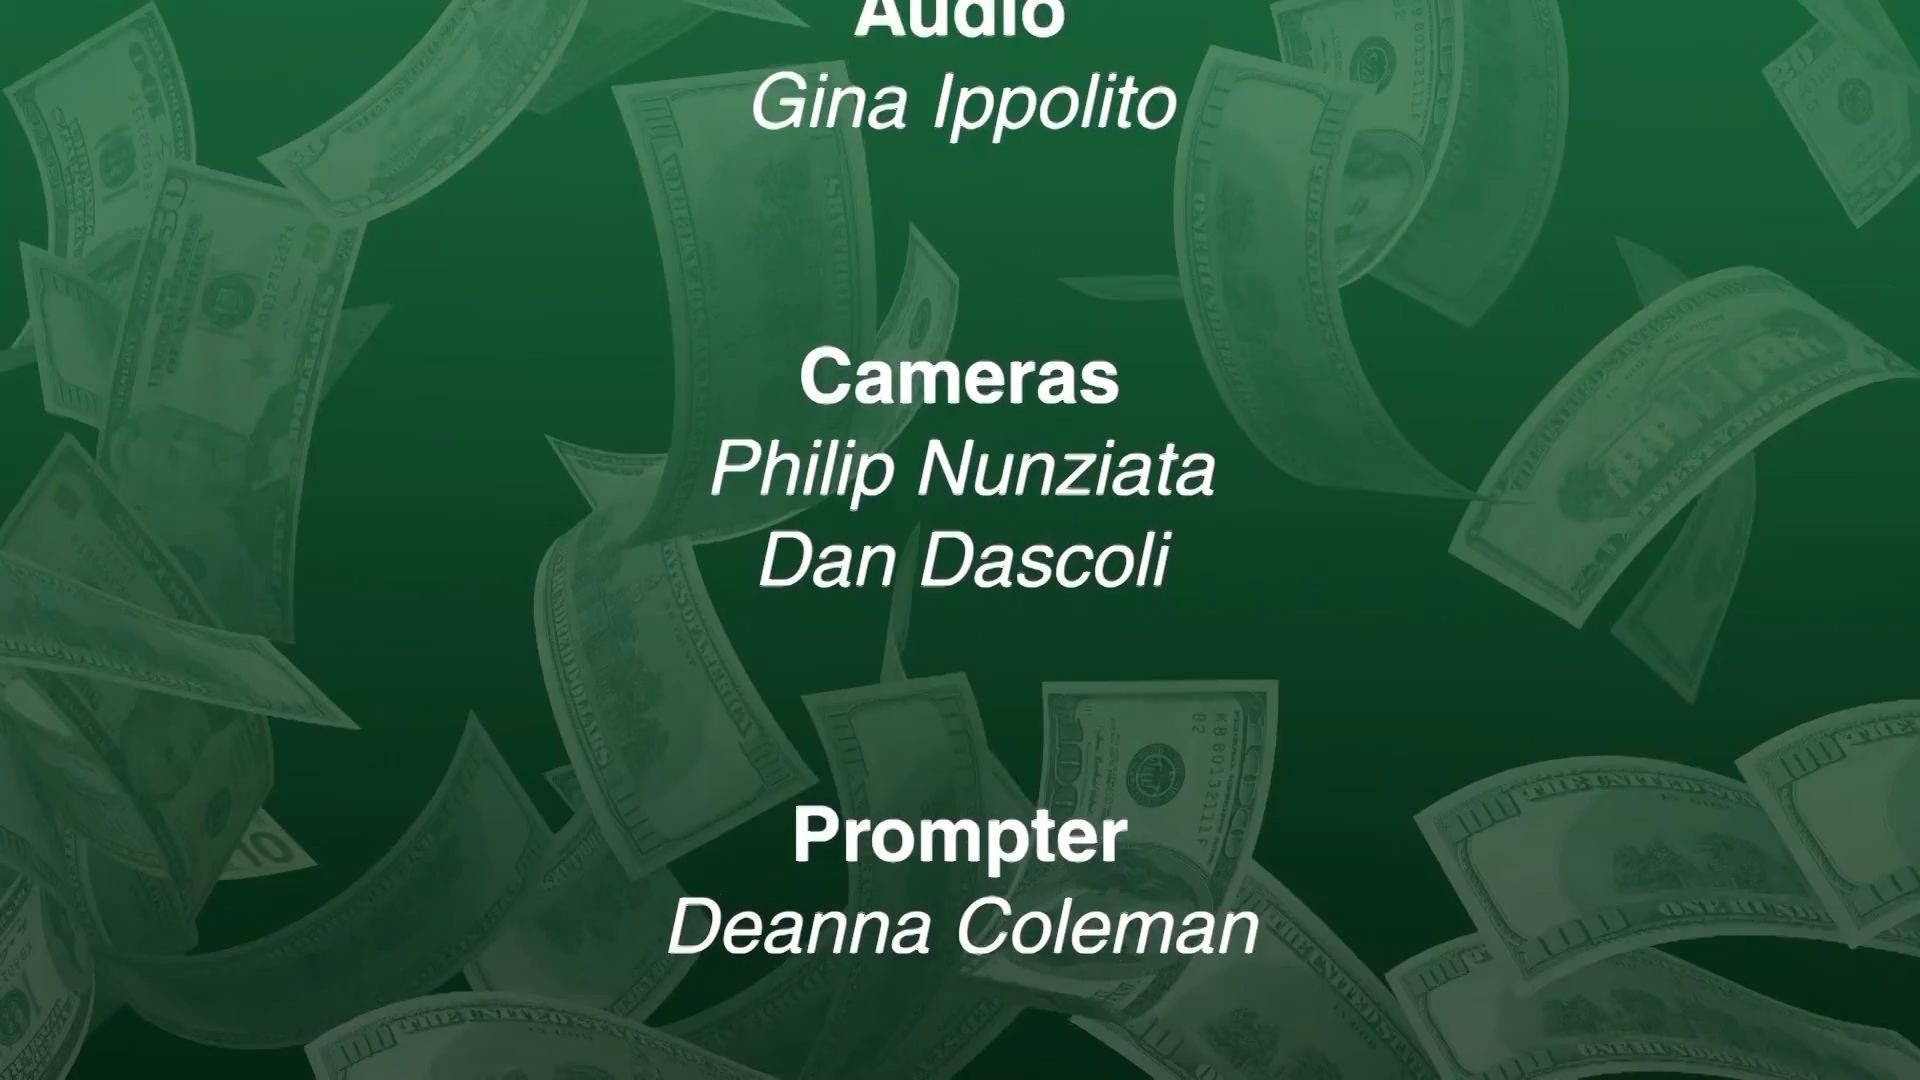 Audio
Gina Ippolito
Cameras
Philip Nunziata
Dan Dascoli
Prompter
Deanna Coleman